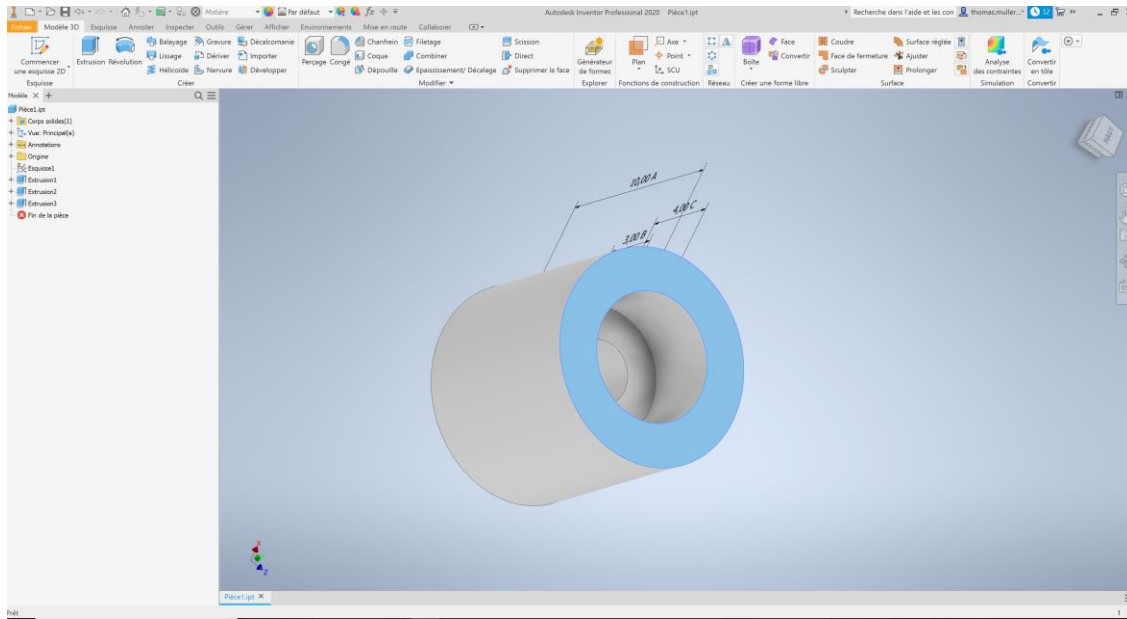 Matière Par défaut fx Autodesk Inventor Professional 2020 Pièce1.ipt Recherche dans l'aide et les con thomas.muller... 12
Fichier Modèle 3D Esquisse Annoter Inspecter Outils Gérer Afficher Environnements Mise en route Collaborer
Commencer une esquisse 2D
Extrusion Révolution
Balayage Gravure Décalcomanie
Lissage Dériver Importer
Hélicoïde Nervure Développer
Perçage Congé
Chanfrein Filetage Scission
Coque Combiner Direct
Dépouille Epaississement/ Décalage Supprimer la face
Générateur de formes
Plan
Axe
Point
SCU
Boîte
Face
Convertir
Coudre Surface réglée
Face de fermeture Ajuster
Sculpter Prolonger
Analyse des contraintes
Convertir en tôle
Esquisse Créer Modifier Explorer Fonctions de construction Réseau Créer une forme libre Surface Simulation Convertir
Modèle
Pièce1.ipt
Corps solides(1)
Vue: Principal(e)
Annotations
Origine
Esquisse1
Extrusion1
Extrusion2
Extrusion3
Fin de la pièce
10,00 A
4,00 C
3,00 B
HAUT
X
Z
Pièce1.ipt
Prêt
1